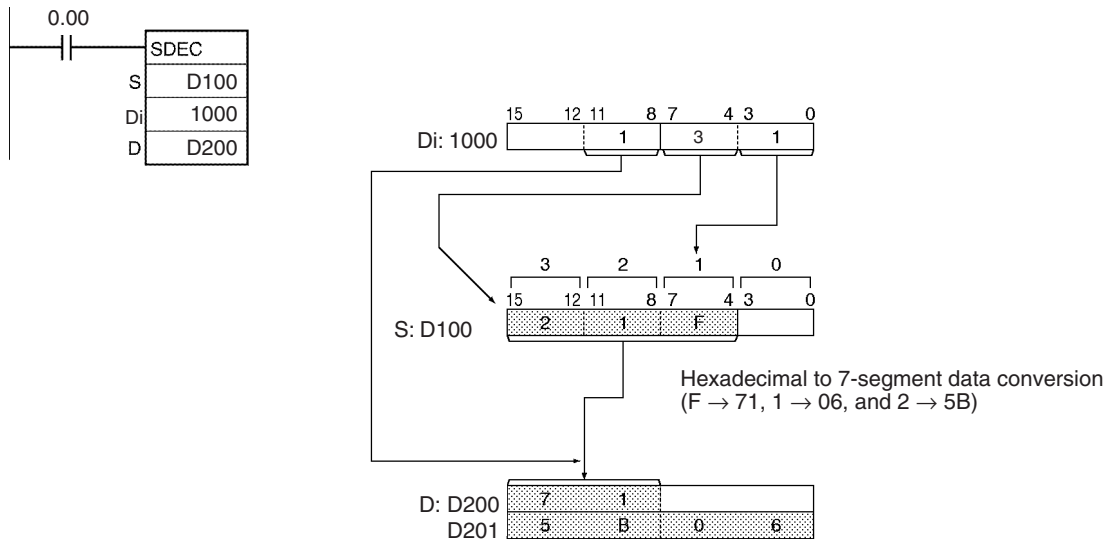 0.00
SDEC
S D100
Di 1000
D D200
15 12 11 8 7 4 3 0
Di: 1000 1 3 1
3 2 1 0
15 12 11 8 7 4 3 0
S: D100 2 1 F
Hexadecimal to 7-segment data conversion
(F → 71, 1 → 06, and 2 → 5B)
D: D200 7 1
D201 5 B 0 6